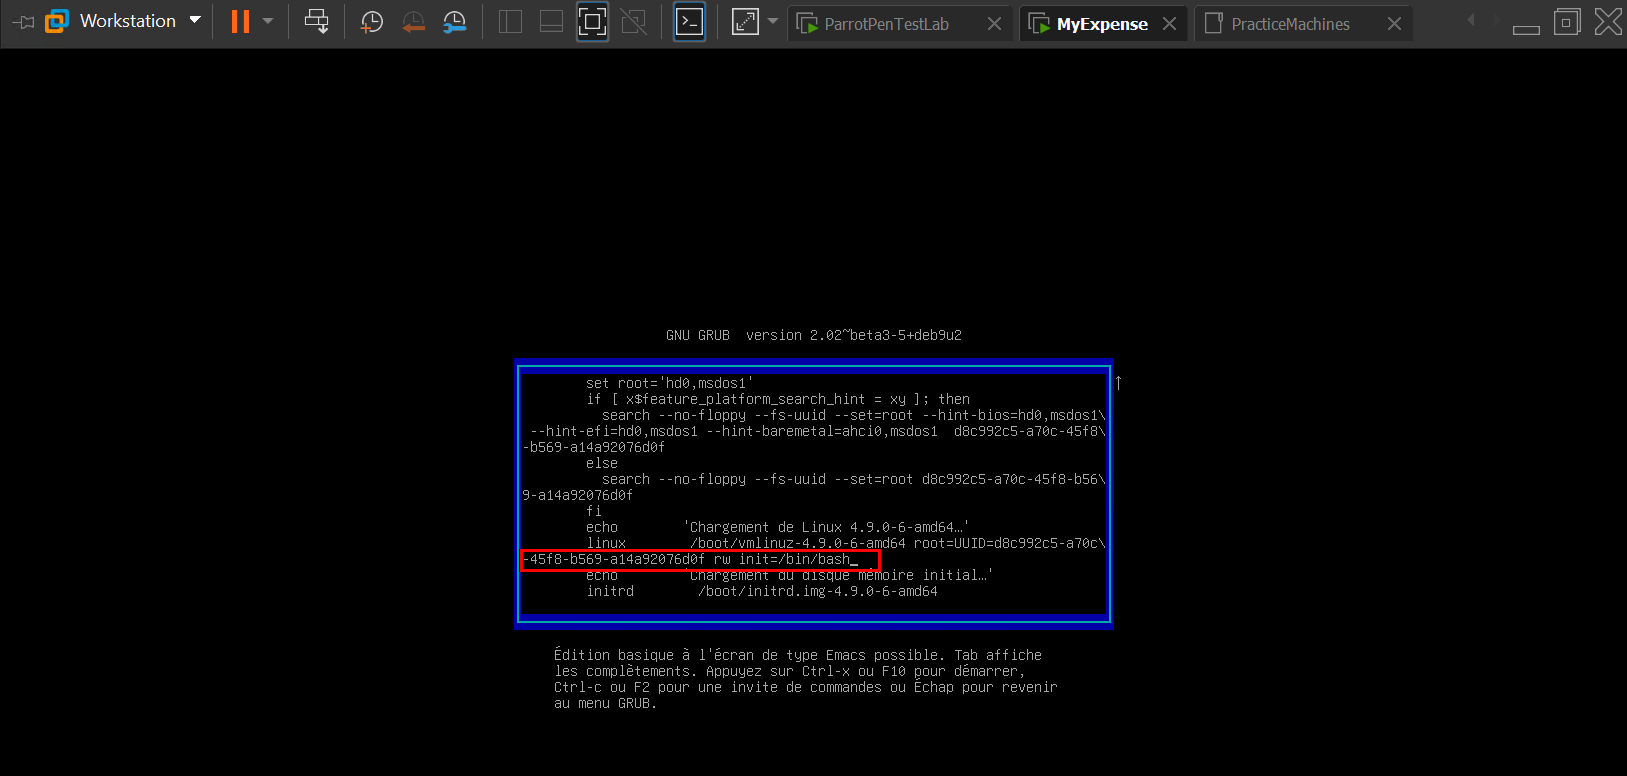 Workstation
ParrotPenTestLab
MyExpense
PracticeMachines
GNU GRUB  version 2.02~beta3-5+deb9u2
set root='hd0,msdos1'
if [ x$feature_platform_search_hint = xy ]; then
search --no-floppy --fs-uuid --set=root --hint-bios=hd0,msdos1\
--hint-efi=hd0,msdos1 --hint-baremetal=ahci0,msdos1  d8c992c5-a70c-45f8\
-b569-a14a92076d0f
else
search --no-floppy --fs-uuid --set=root d8c992c5-a70c-45f8-b56\
9-a14a92076d0f
fi
echo        'Chargement de Linux 4.9.0-6-amd64…'
linux        /boot/vmlinuz-4.9.0-6-amd64 root=UUID=d8c992c5-a70c\
-45f8-b569-a14a92076d0f rw init=/bin/bash_
echo        'Chargement du disque mémoire initial…'
initrd        /boot/initrd.img-4.9.0-6-amd64
Édition basique à l'écran de type Emacs possible. Tab affiche
les complètements. Appuyez sur Ctrl-x ou F10 pour démarrer,
Ctrl-c ou F2 pour une invite de commandes ou Échap pour revenir
au menu GRUB.